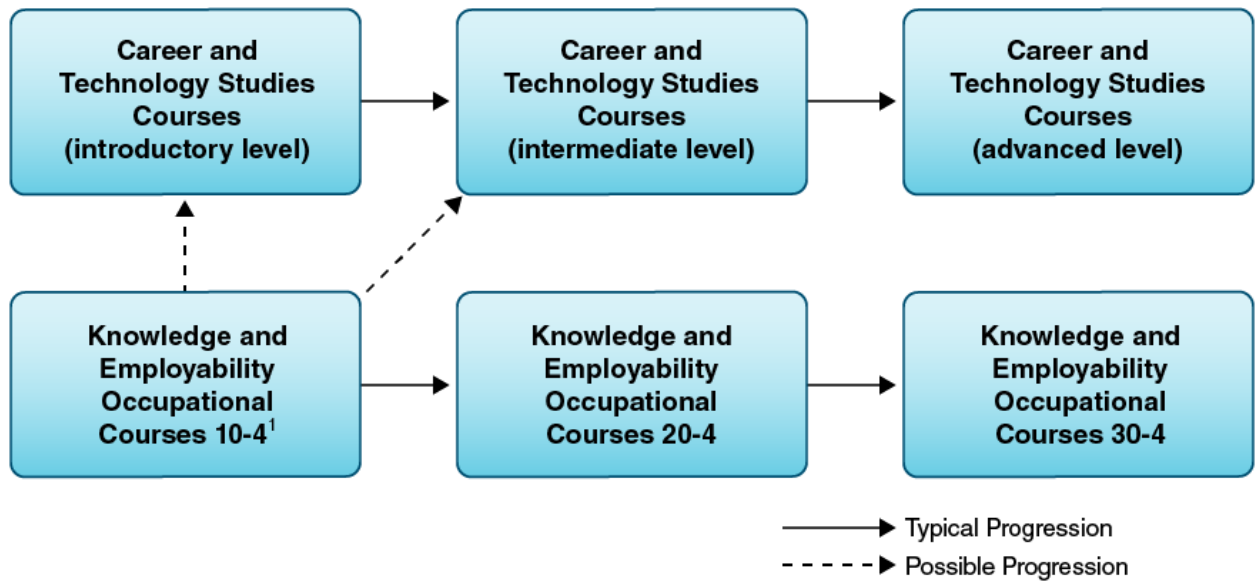 Career and
Technology Studies
Courses
(introductory level)
Career and
Technology Studies
Courses
(intermediate level)
Career and
Technology Studies
Courses
(advanced level)
Knowledge and
Employability
Occupational
Courses 10-4¹
Knowledge and
Employability
Occupational
Courses 20-4
Knowledge and
Employability
Occupational
Courses 30-4
Typical Progression
Possible Progression